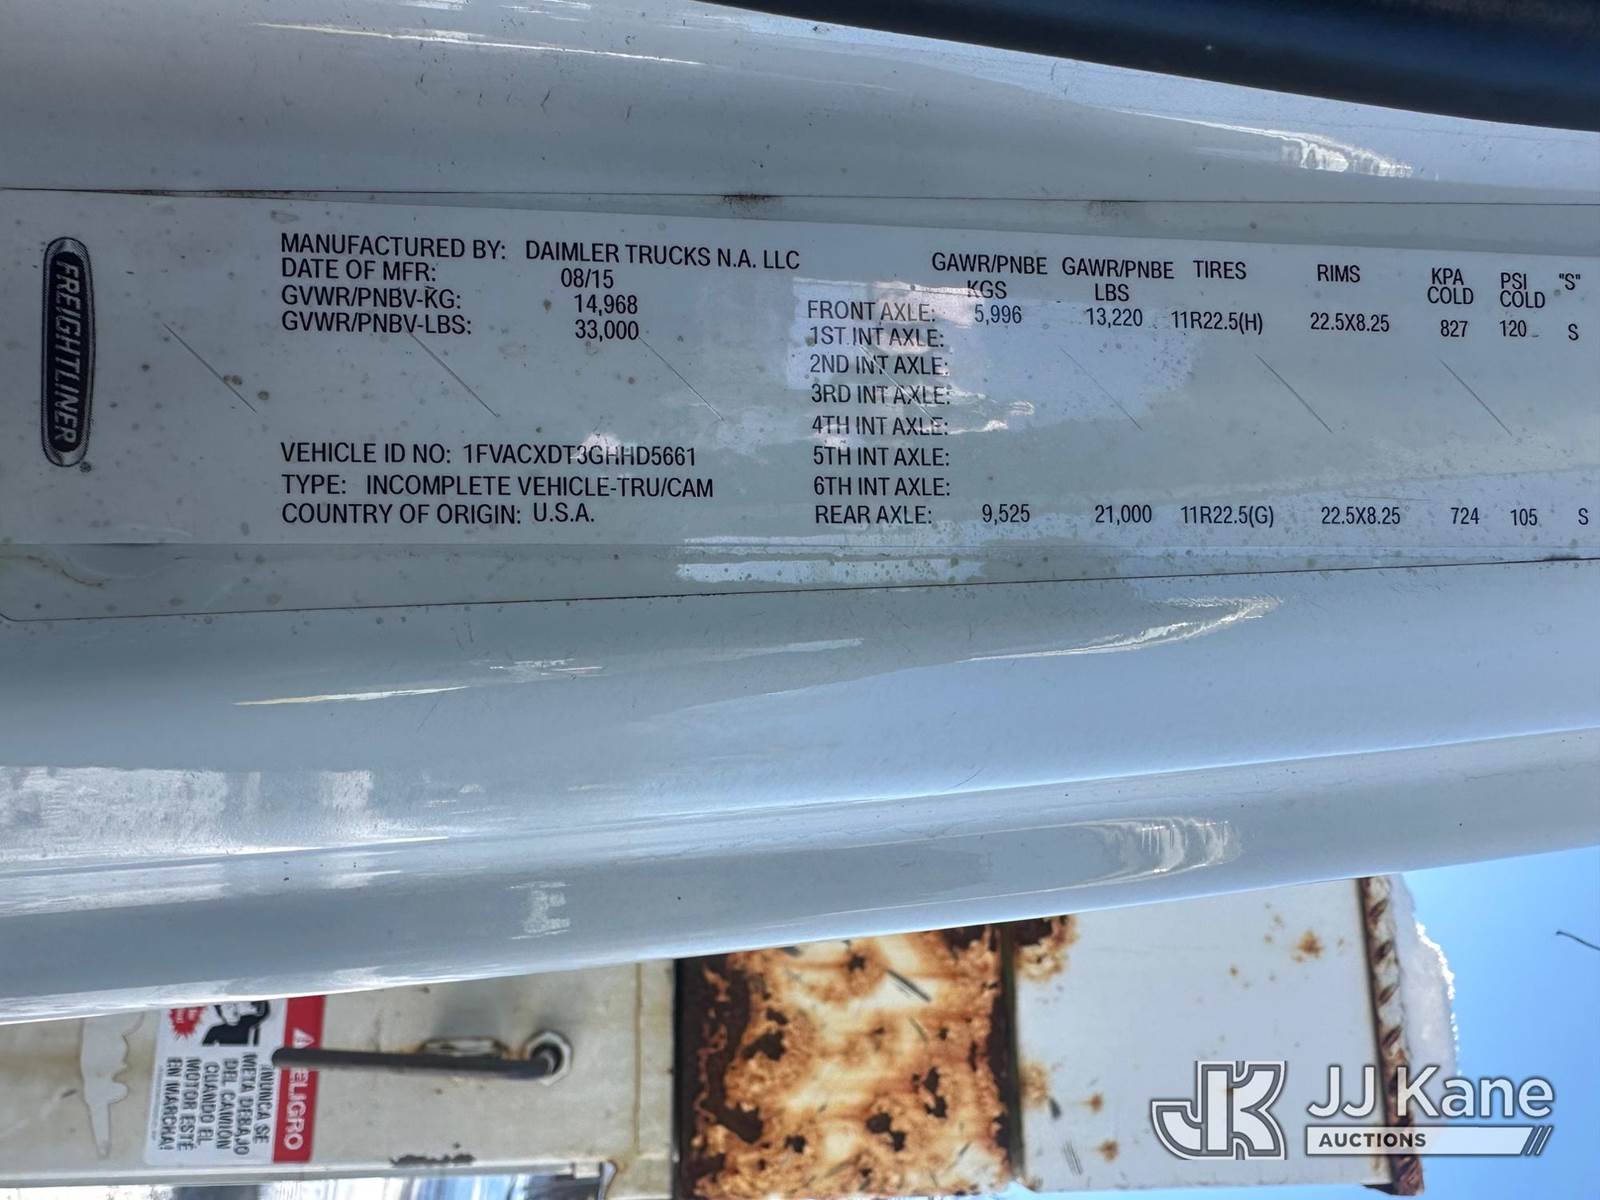 FREIGHTLINER®
MANUFACTURED BY: DAIMLER TRUCKS N.A. LLC
DATE OF MFR: 08/15
GVWR/PNBV-KG: 14,968
GVWR/PNBV-LBS: 33,000
VEHICLE ID NO: 1FVACXDT3GHHD5661
TYPE: INCOMPLETE VEHICLE-TRU/CAM
COUNTRY OF ORIGIN: U.S.A.
GAWR/PNBE GAWR/PNBE TIRES RIMS KPA PSI "S"
KGS LBS COLD COLD
FRONT AXLE: 5,996 13,220 11R22.5(H) 22.5X8.25 827 120 S
1ST INT AXLE:
2ND INT AXLE:
3RD INT AXLE:
4TH INT AXLE:
5TH INT AXLE:
6TH INT AXLE:
REAR AXLE: 9,525 21,000 11R22.5(G) 22.5X8.25 724 105 S
PELIGRO
¡NUNCA SE
META DEBAJO
DEL CAMIÓN
CUANDO EL
MOTOR ESTÉ
EN MARCHA!
JK JJ Kane
AUCTIONS